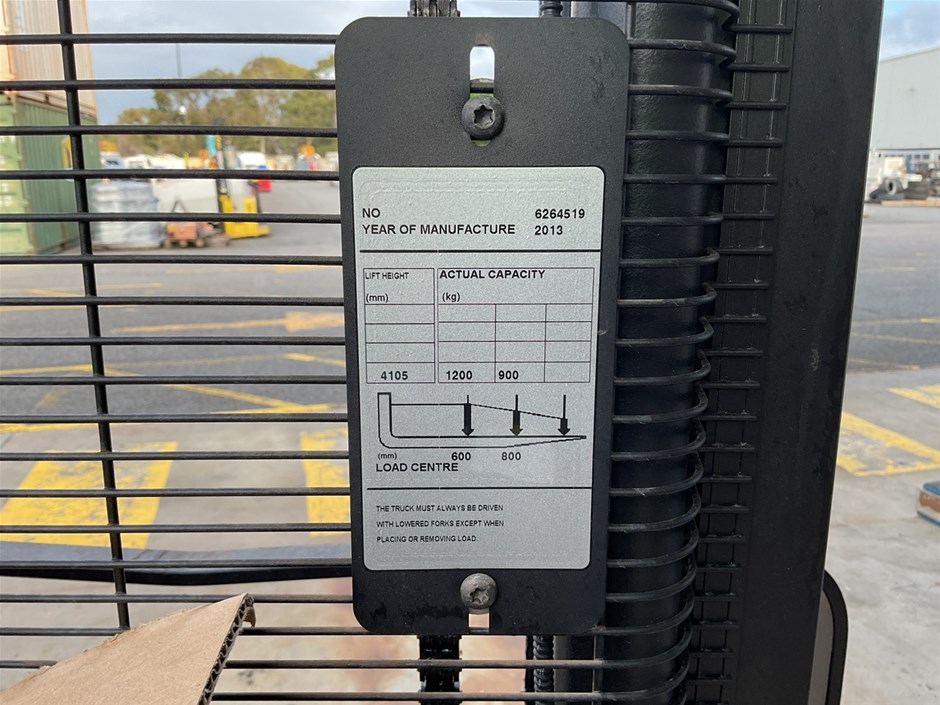 NO 6264519
YEAR OF MANUFACTURE 2013
LIFT HEIGHT ACTUAL CAPACITY
(mm) (kg)
4105 1200 900
(mm) 600 800
LOAD CENTRE
THE TRUCK MUST ALWAYS BE DRIVEN
WITH LOWERED FORKS EXCEPT WHEN
PLACING OR REMOVING LOAD.